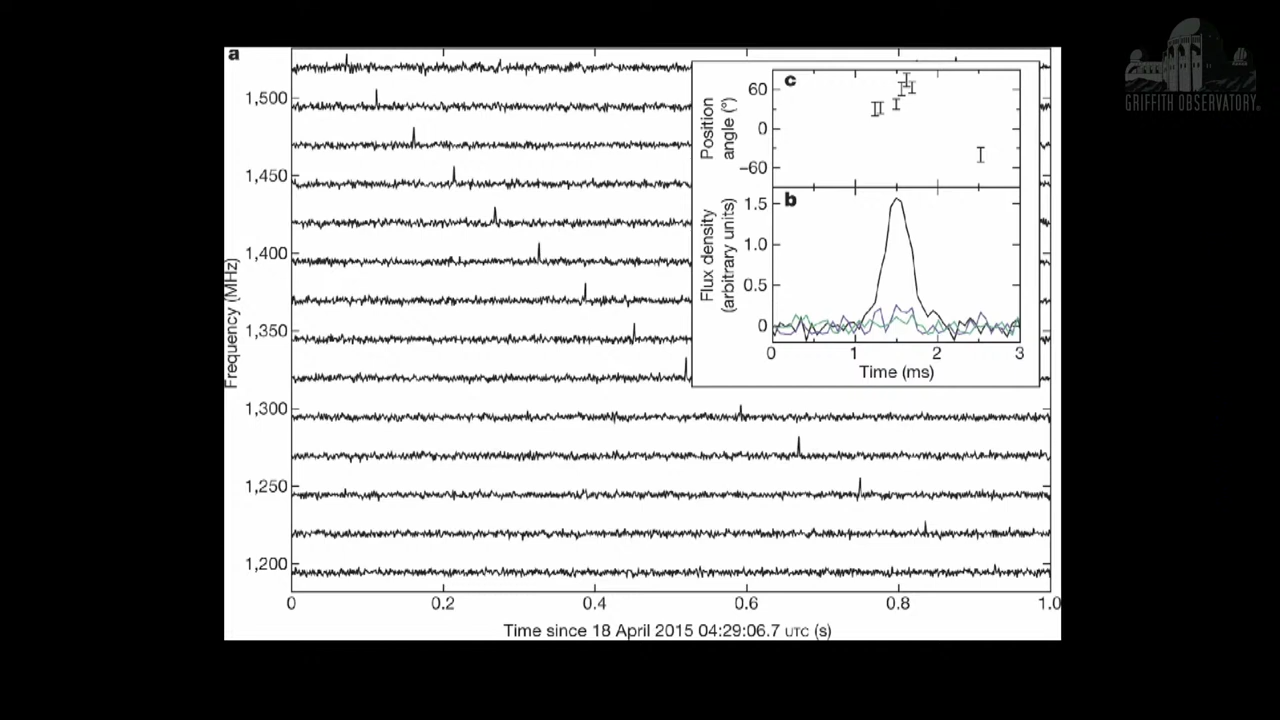 GRIFFITH OBSERVATORY
a
Frequency (MHz)
1,500
1,450
1,400
1,350
1,300
1,250
1,200
0 0.2 0.4 0.6 0.8 1.0
Time since 18 April 2015 04:29:06.7 UTC (s)
c
Position
angle (°)
60
0
–60
b
Flux density
(arbitrary units)
1.5
1.0
0.5
0
0 1 2 3
Time (ms)